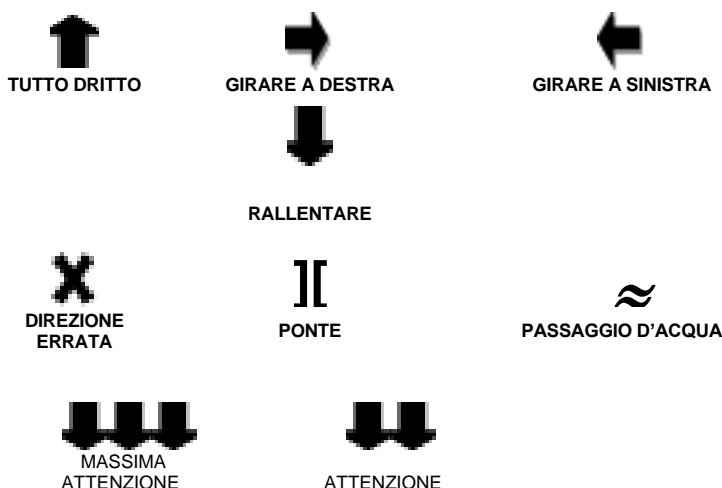 TUTTO DRITTO
GIRARE A DESTRA
GIRARE A SINISTRA
RALLENTARE
][
≈
DIREZIONE
ERRATA
PONTE
PASSAGGIO D'ACQUA
MASSIMA
ATTENZIONE
ATTENZIONE